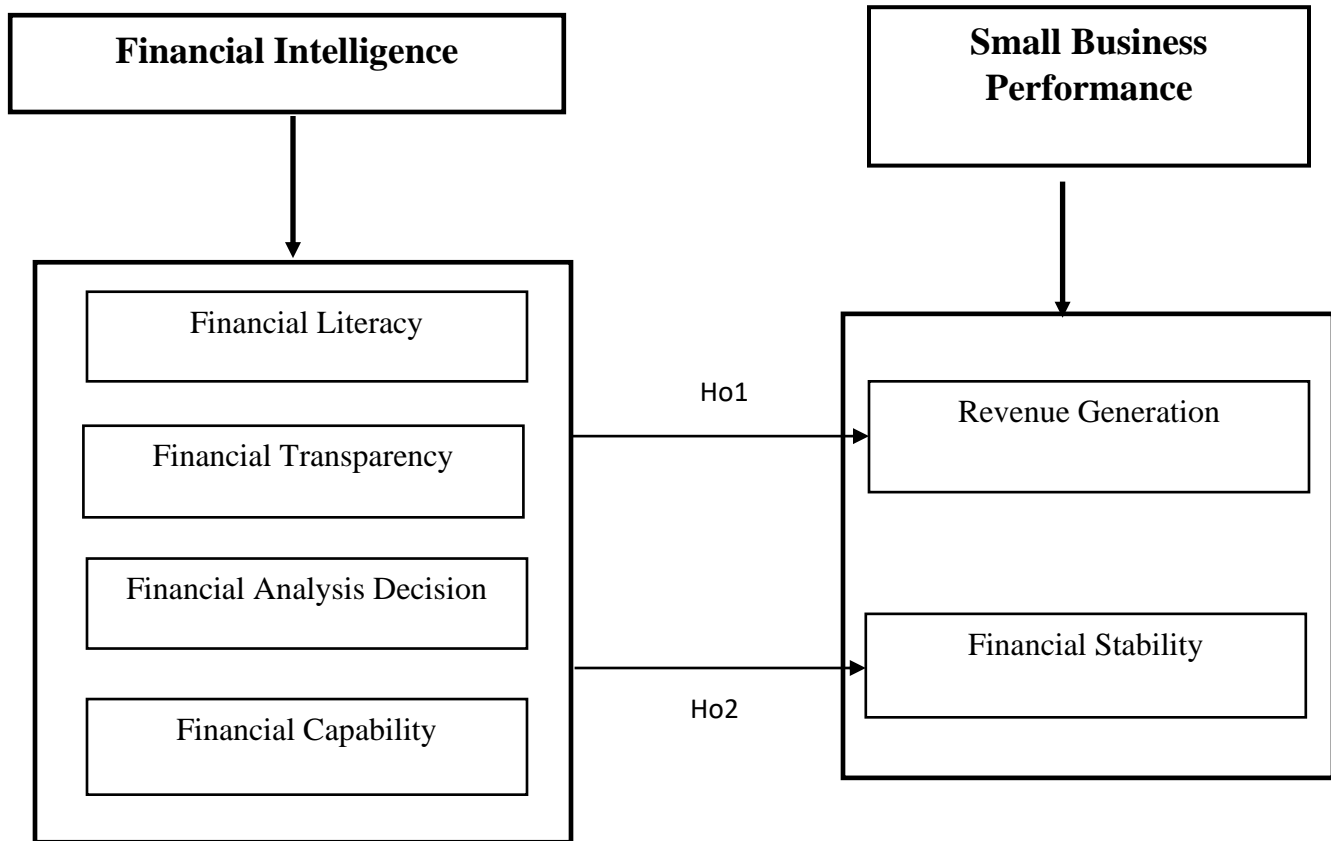 Financial Intelligence
Small Business
Performance
Financial Literacy
Financial Transparency
Financial Analysis Decision
Financial Capability
Ho1
Ho2
Revenue Generation
Financial Stability